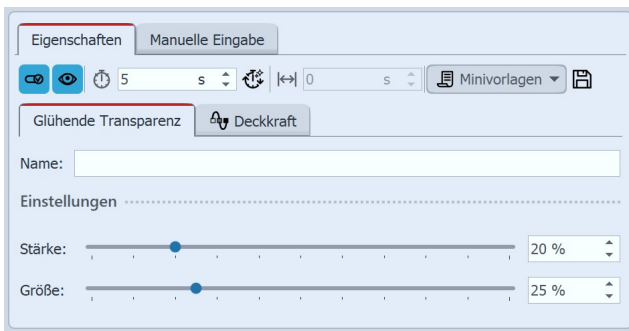 Eigenschaften Manuelle Eingabe
5 s 0 s Minivorlagen
Glühende Transparenz Deckkraft
Name:
Einstellungen
Stärke: 20 %
Größe: 25 %